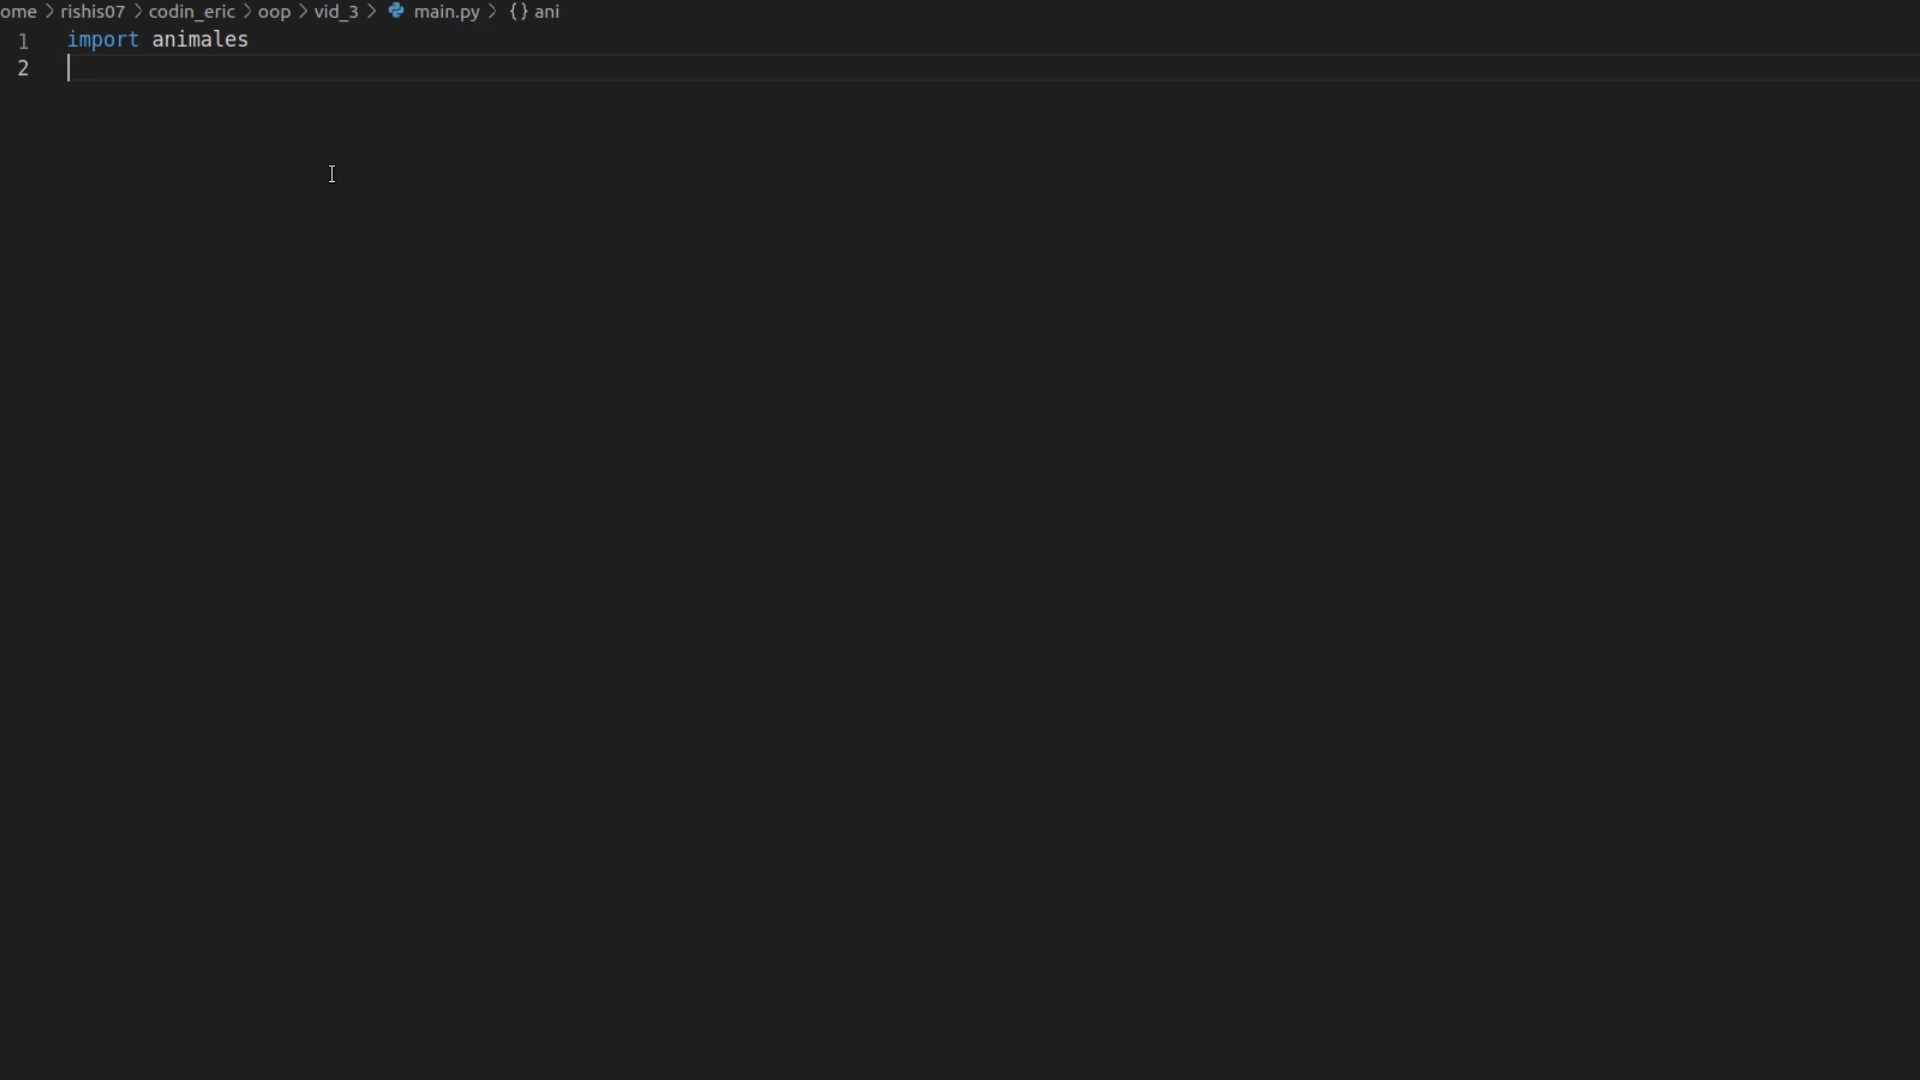 ome > rishis07 > codin_eric > oop > vid_3 > main.py > {} ani
1 import animales
2